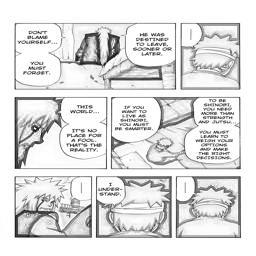 DON'T
BLAME
YOURSELF...
YOU
MUST
FORGET.
HE WAS
DESTINED
TO LEAVE,
SOONER OR
LATER.
THIS
WORLD...
IT'S NO
PLACE FOR
A FOOL.
THAT'S THE
REALITY.
IF YOU
WANT TO
LIVE AS
SHINOBI,
YOU MUST
BE SMARTER.
TO BE
SHINOBI,
YOU NEED
MORE THAN
STRENGTH
AND JUTSU...
YOU MUST
LEARN TO
WEIGH YOUR
OPTIONS
AND MAKE
THE RIGHT
DECISIONS.
I
UNDER-
STAND.